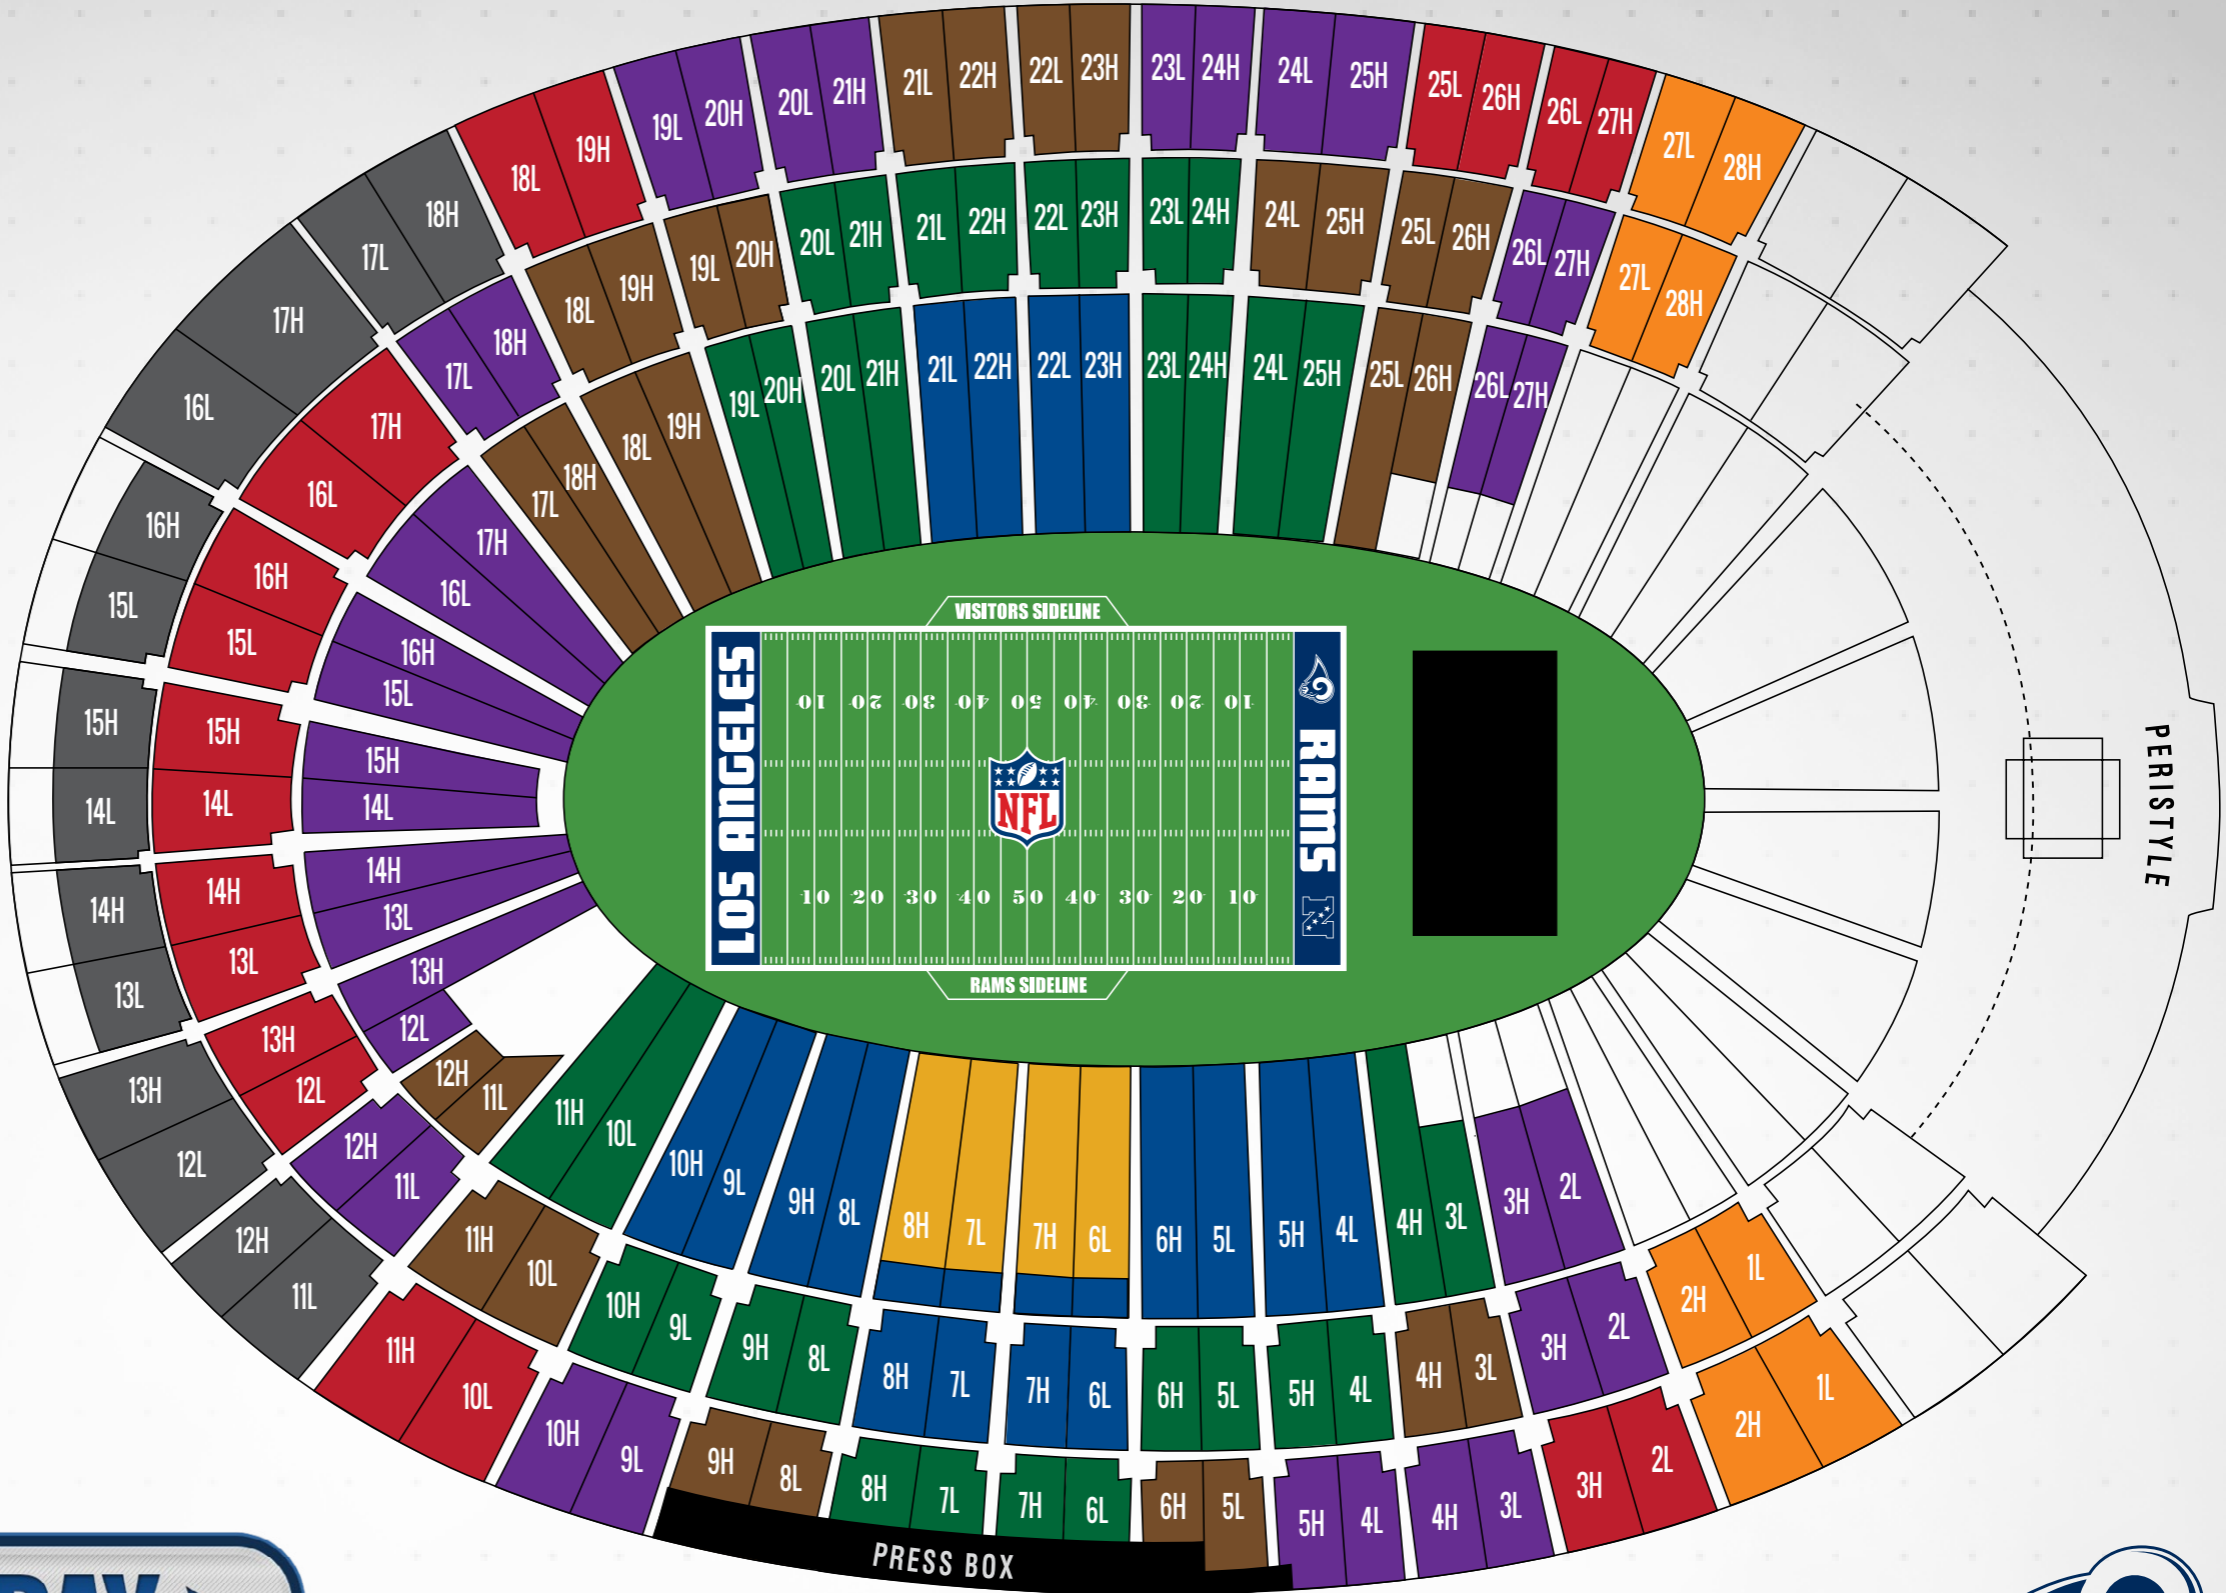 21L 22H 22L 23H 23L 24H 24L 25H 25L 26H 26L 27H 27L 28H
19L 20H 20L 21H
18L 19H
17L 18H
16L 17H
16H
15L
15H
14L
14H
13L
13H
12L
12H
11L
11H
10L
10H
9L
9H
8L
8H
7L
7H
6L
6H
5L
5H
4L
4H
3L
3H
2L
2H
1L
20L 21H 21L 22H 22L 23H 23L 24H 24L 25H 25L 26H 26L 27H 27L 28H
18L 19H 19L 20H
17L 18H
16L 17H
16H
15L
15H
14L
14H
13L
13H
12L
12H
11L
11H
10L
10H
9L
9H
8L
8H
7L
7H
6L
6H
5L
5H
4L
4H
3L
3H
2L
2H
1L
19L 20H 20L 21H 21L 22H 22L 23H 23L 24H 24L 25H 25L 26H 26L 27H
17L 18H 18L 19H
16L 17H
16H
15L
15H
14L
14H
13L
13H
12L
12H
11L
11H
10L
10H
9L
9H
8L
8H
7L
7H
6L
6H
5L
5H
4L
4H
3L
3H
2L
VISITORS SIDELINE
LOS ANGELES
10 20 30 40 50 40 30 20 10
NFL
10 20 30 40 50 40 30 20 10
RAMS
RAMS SIDELINE
PERISTYLE
PRESS BOX